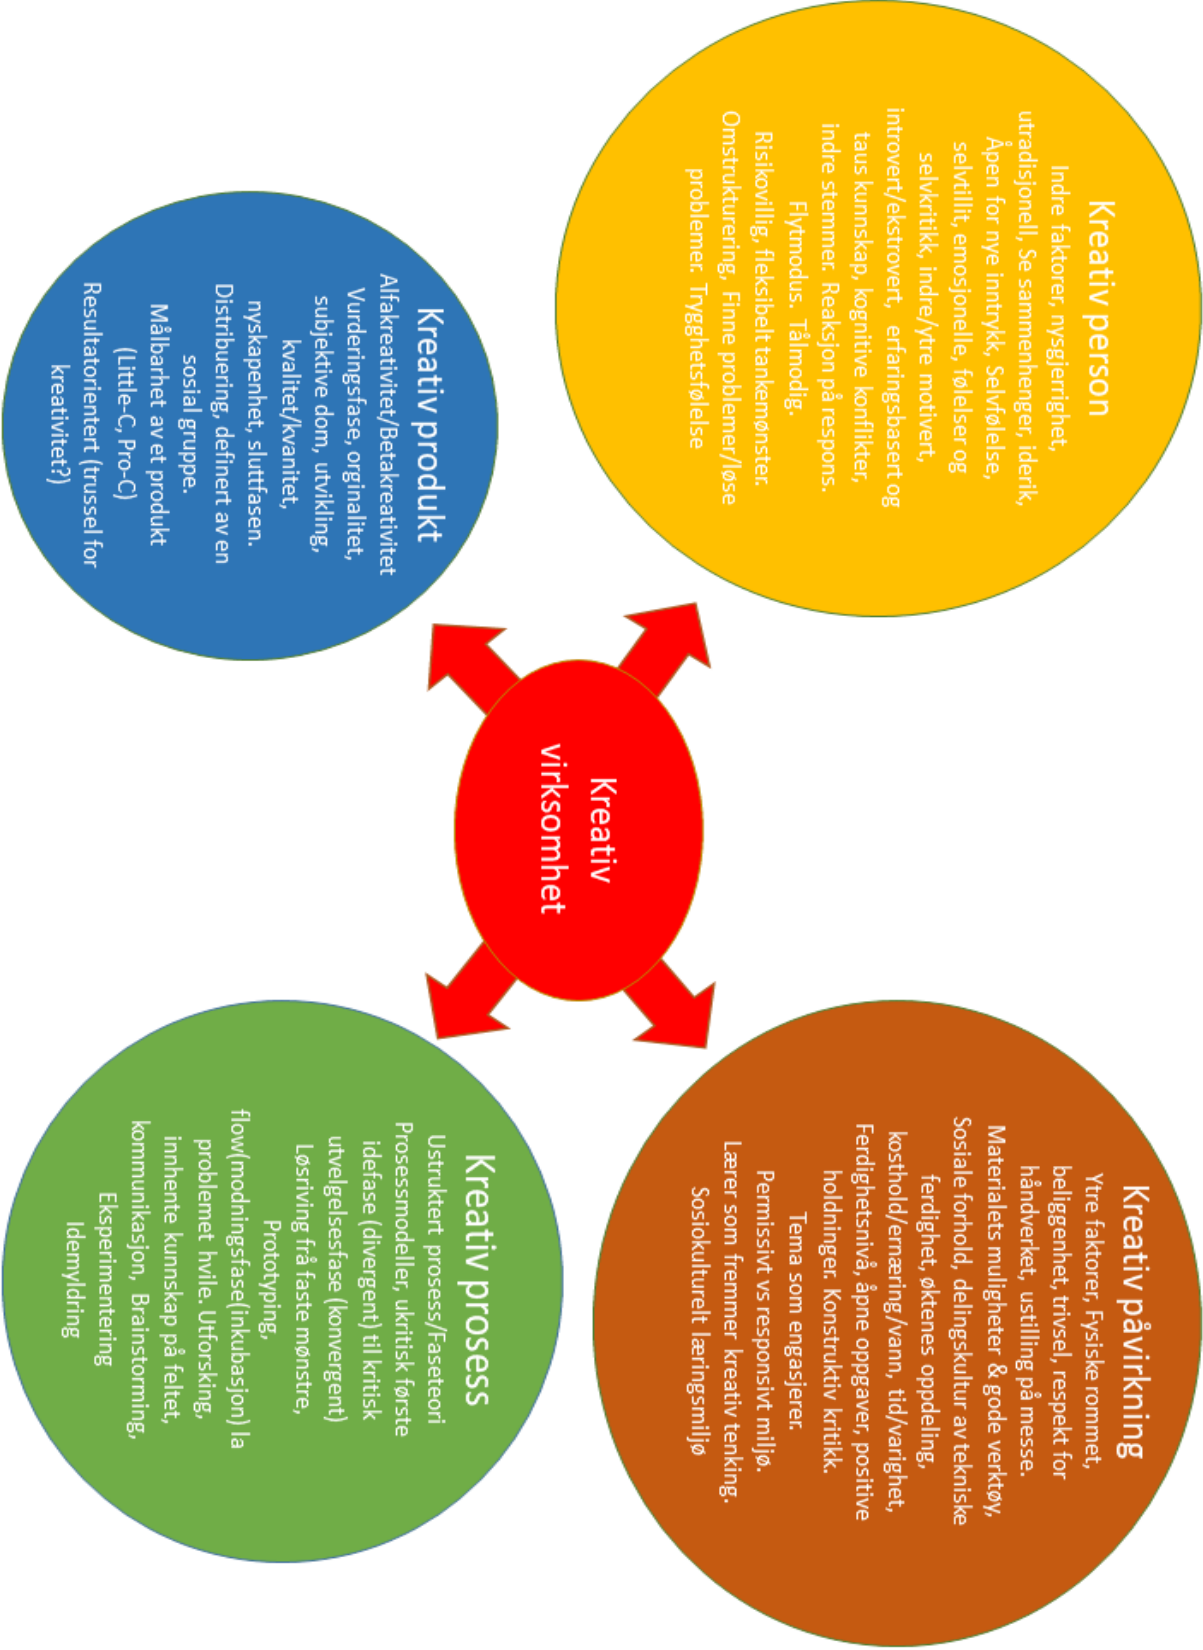 Kreativ person
Indre faktorer, nysgjerrighet,
utradisjonell, Se sammenhenger, iderik,
Åpen for nye inntrykk, Selvfølelse,
selvtillit, emosjonelle, følelser og
selvkritikk, indre/ytre motivert,
introvert/ekstrovert, erfaringsbasert og
taus kunnskap, kognitive konflikter,
indre stemmer. Reaksjon på respons.
Flytmodus. Tålmodig.
Risikovillig, fleksibelt tankemønster.
Omstrukturering, Finne problemer/løse
problemer. Trygghetsfølelse
Kreativ påvirkning
Ytre faktorer, Fysiske rommet,
beliggenhet, trivsel, respekt for
håndverket, ustilling på messe.
Materialets muligheter & gode verktøy,
Sosiale forhold, delingskultur av tekniske
ferdighet, øktenes oppdeling,
kosthold/ernæring/vann, tid/varighet,
Ferdighetsnivå, åpne oppgaver, positive
holdninger. Konstruktiv kritikk.
Tema som engasjerer.
Permissivt vs responsivt miljø.
Lærer som fremmer kreativ tenking.
Sosiokulturelt læringsmiljø
Kreativ
virksomhet
Kreativ produkt
Alfakreativitet/Betakreativitet
Vurderingsfase, orginalitet,
subjektive dom, utvikling,
kvalitet/kvanitet,
nyskapenhet, sluttfasen.
Distribuering, definert av en
sosial gruppe.
Målbarhet av et produkt
(Little-C, Pro-C)
Resultatorientert (trussel for
kreativitet?)
Kreativ prosess
Ustruktert prosess/Faseteori
Prosessmodeller, ukritisk første
idefase (divergent) til kritisk
utvelgelsesfase (konvergent)
Løsriving frå faste mønstre,
Prototyping,
flow(modningsfase(inkubasjon) la
problemet hvile. Utforsking,
innhente kunnskap på feltet,
kommunikasjon, Brainstorming,
Eksperimentering
Idemyldring